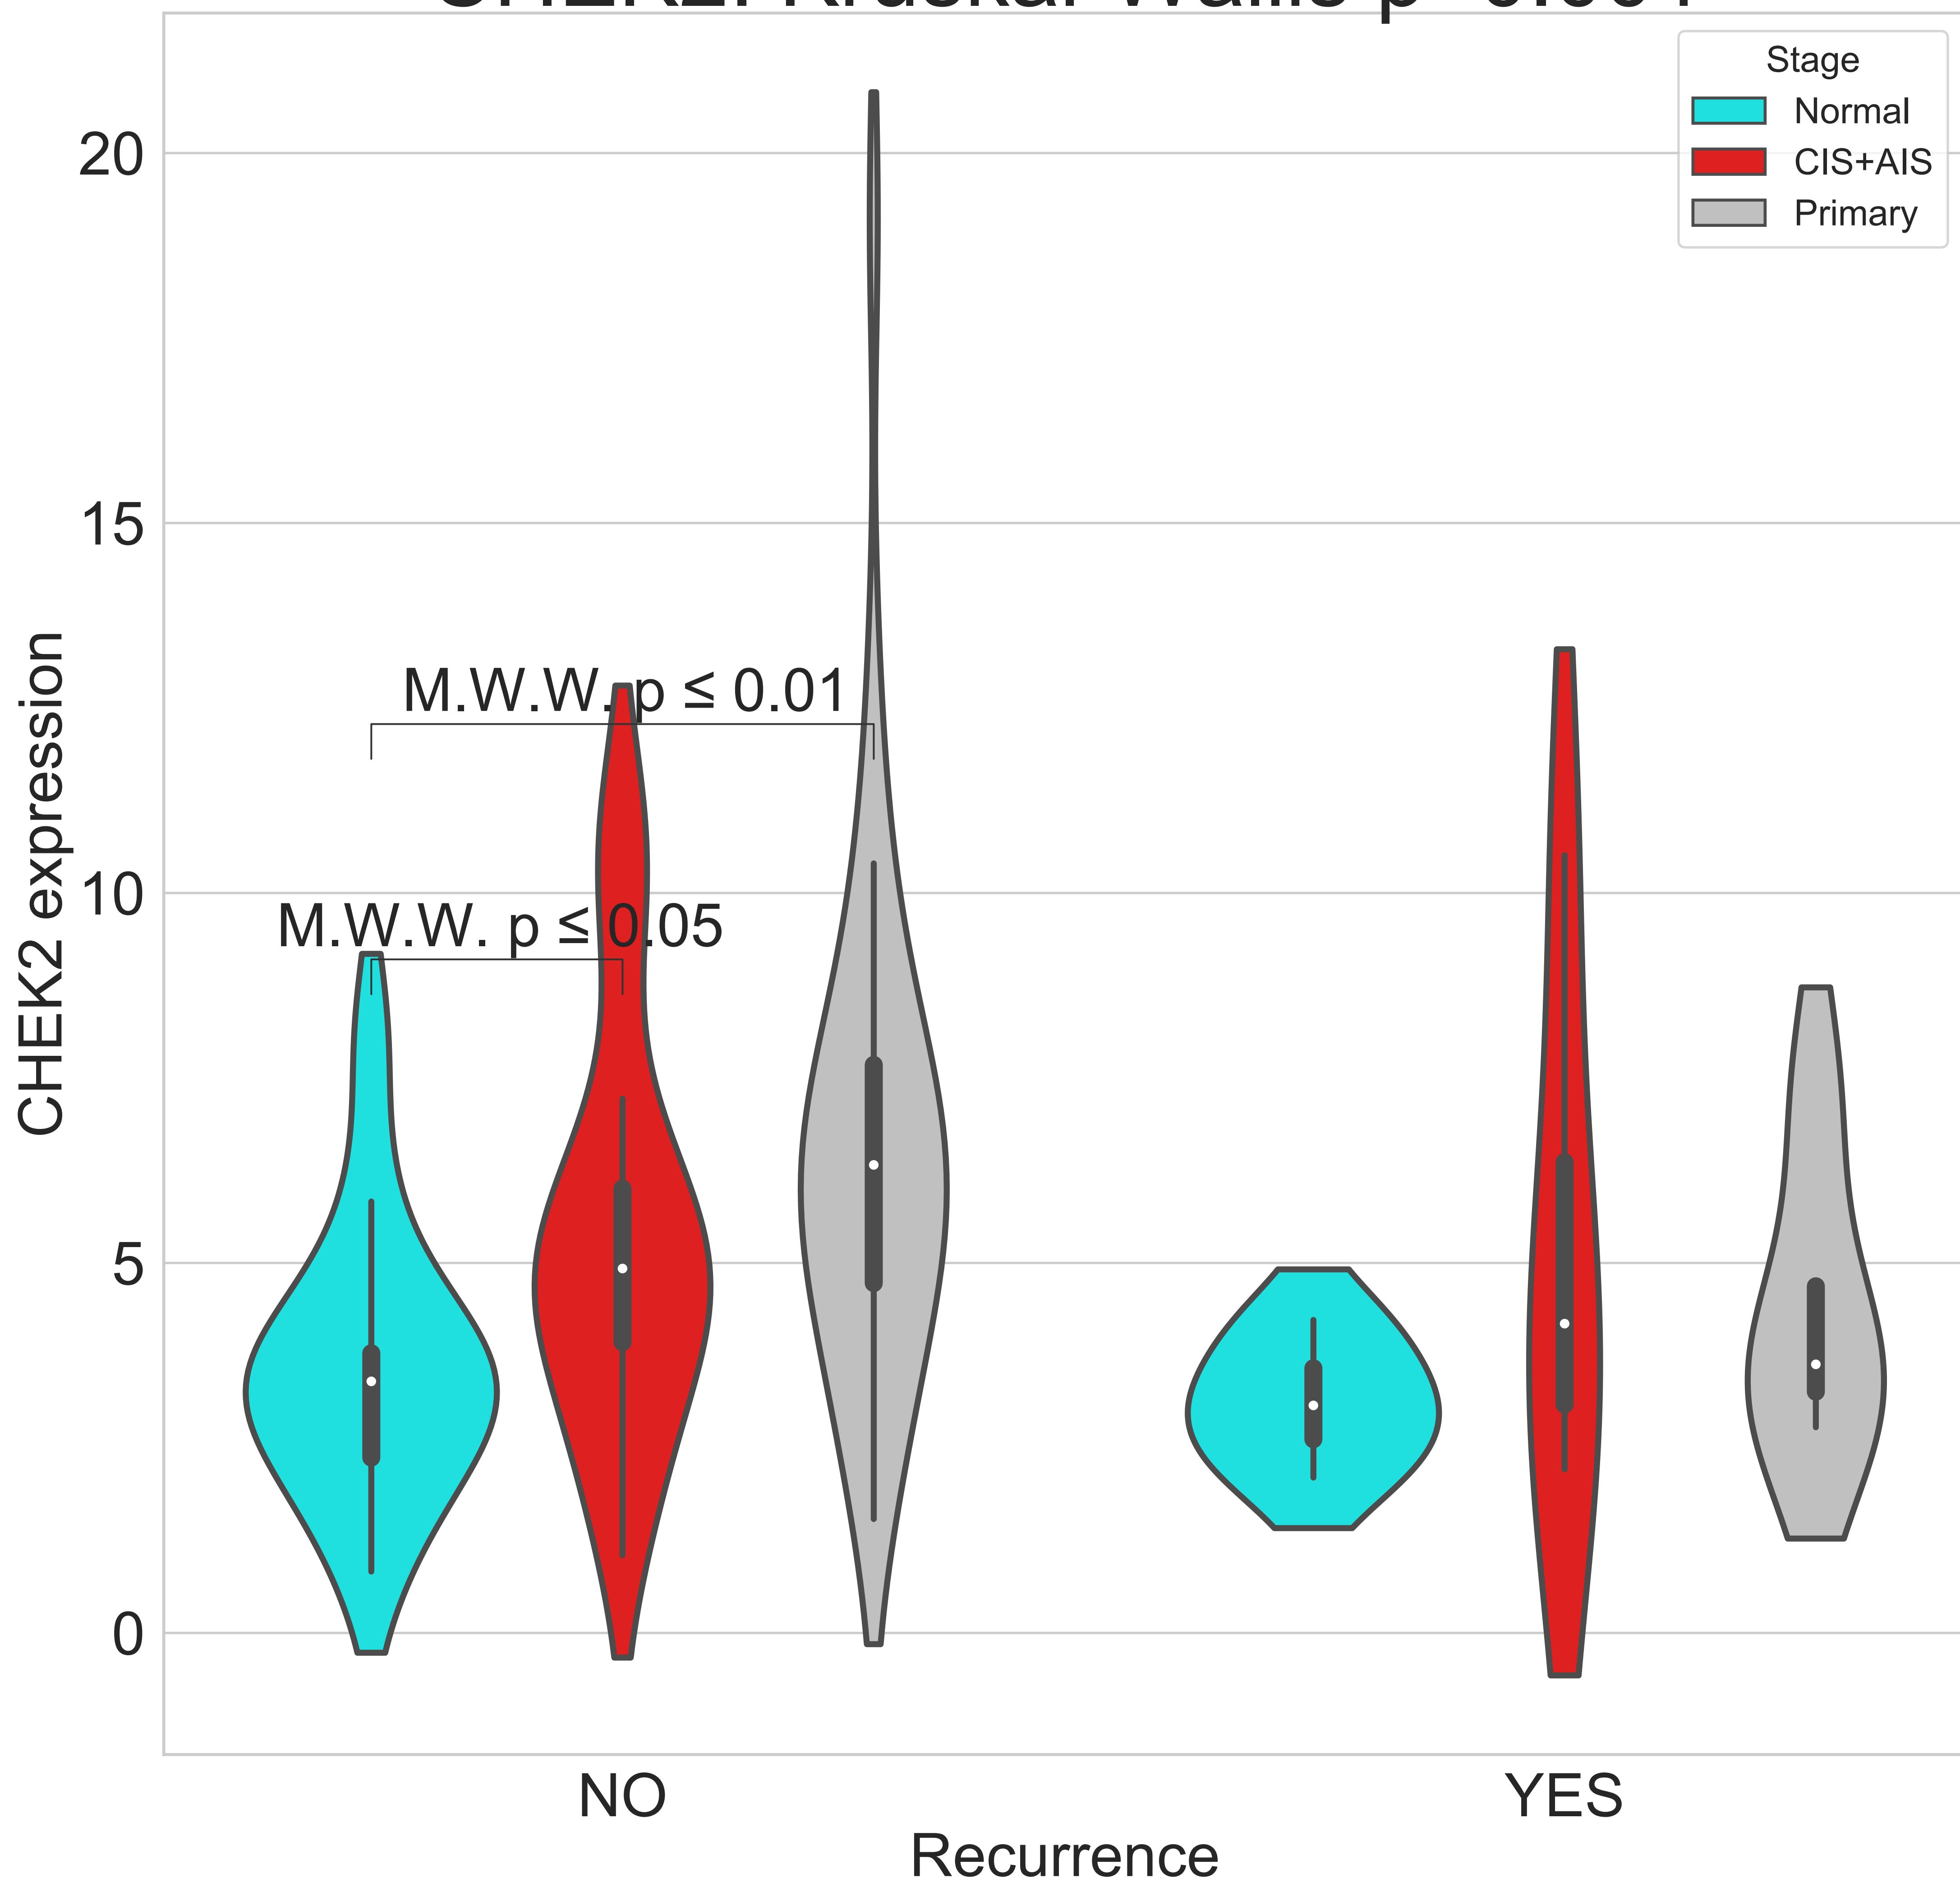 Stage
Normal
CIS+AIS
Primary
20
15
10
5
0
CHEK2 expression
M.W.W. p ≤ 0.01
M.W.W. p ≤ 0.05
NO
YES
Recurrence